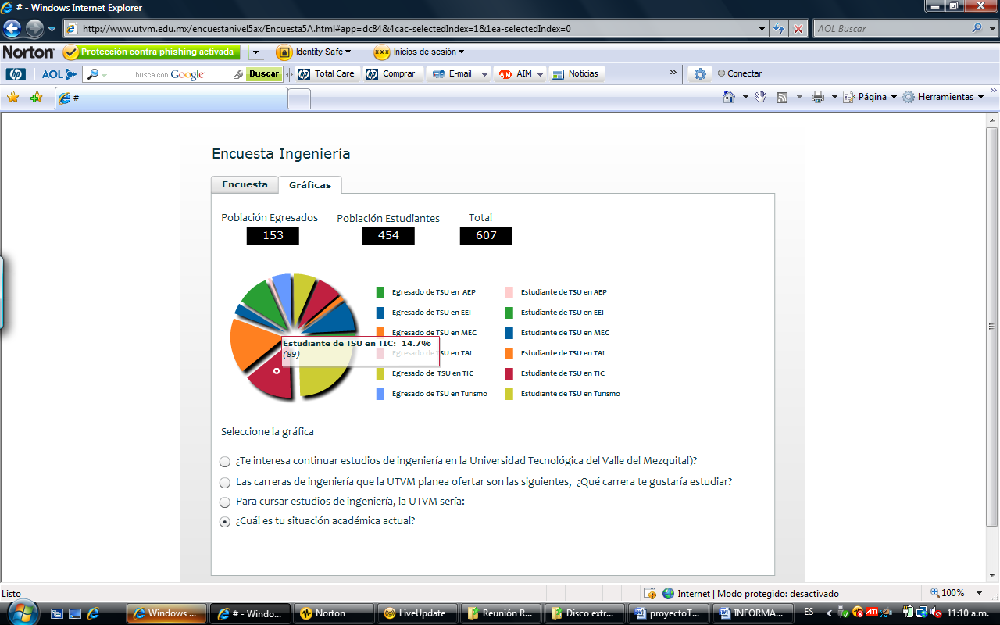 # - Windows Internet Explorer
http://www.utvm.edu.mx/encuestanivel5ax/Encuesta5A.html#app=dc84&4cac-selectedIndex=1&1ea-selectedIndex=0
AOL Buscar
Norton
Protección contra phishing activada
Identity Safe
Inicios de sesión
hp
AOL
busca con Google
Buscar
Total Care
Comprar
E-mail
AIM
Noticias
»
Conectar
#
Página
Herramientas
»
Encuesta Ingeniería
Encuesta
Gráficas
Población Egresados
Población Estudiantes
Total
153
454
607
Egresado de TSU en AEP
Estudiante de TSU en AEP
Egresado de TSU en EEI
Estudiante de TSU en EEI
Egresado de TSU en MEC
Estudiante de TSU en MEC
Estudiante de TSU en TIC: 14.7%
(89)
Egresado de TSU en TAL
Estudiante de TSU en TAL
Egresado de TSU en TIC
Estudiante de TSU en TIC
Egresado de TSU en Turismo
Estudiante de TSU en Turismo
Seleccione la gráfica
¿Te interesa continuar estudios de ingeniería en la Universidad Tecnológica del Valle del Mezquital)?
Las carreras de ingeniería que la UTVM planea ofertar son las siguientes, ¿Qué carrera te gustaría estudiar?
Para cursar estudios de ingeniería, la UTVM sería:
¿Cuál es tu situación académica actual?
Listo
Internet | Modo protegido: desactivado
100%
Windows ...
# - Windo...
Norton
LiveUpdate
Reunión R...
Disco extr...
proyectoT...
INFORMA...
ES
ATI
11:10 a.m.